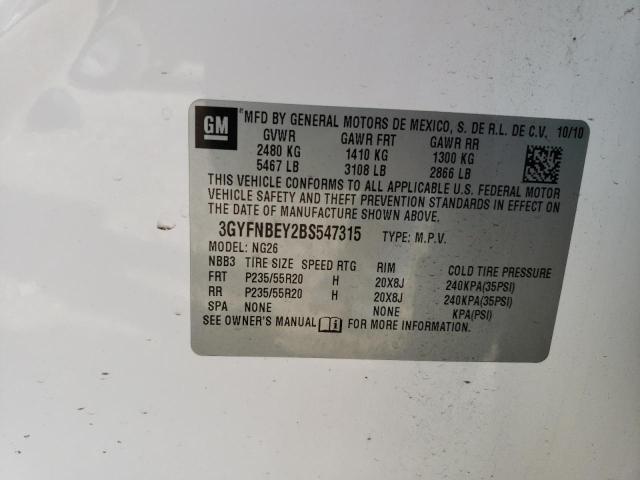 GM
MFD BY GENERAL MOTORS DE MEXICO, S. DE R.L. DE C.V. 10/10
GVWR GAWR FRT GAWR RR
2480 KG 1410 KG 1300 KG
5467 LB 3108 LB 2866 LB
THIS VEHICLE CONFORMS TO ALL APPLICABLE U.S. FEDERAL MOTOR
VEHICLE SAFETY AND THEFT PREVENTION STANDARDS IN EFFECT ON
THE DATE OF MANUFACTURE SHOWN ABOVE.
3GYFNBEY2BS547315 TYPE: M.P.V.
MODEL: NG26
NBB3 TIRE SIZE SPEED RTG RIM COLD TIRE PRESSURE
FRT P235/55R20 H 20X8J 240KPA(35PSI)
RR P235/55R20 H 20X8J 240KPA(35PSI)
SPA NONE NONE KPA(PSI)
SEE OWNER'S MANUAL FOR MORE INFORMATION.